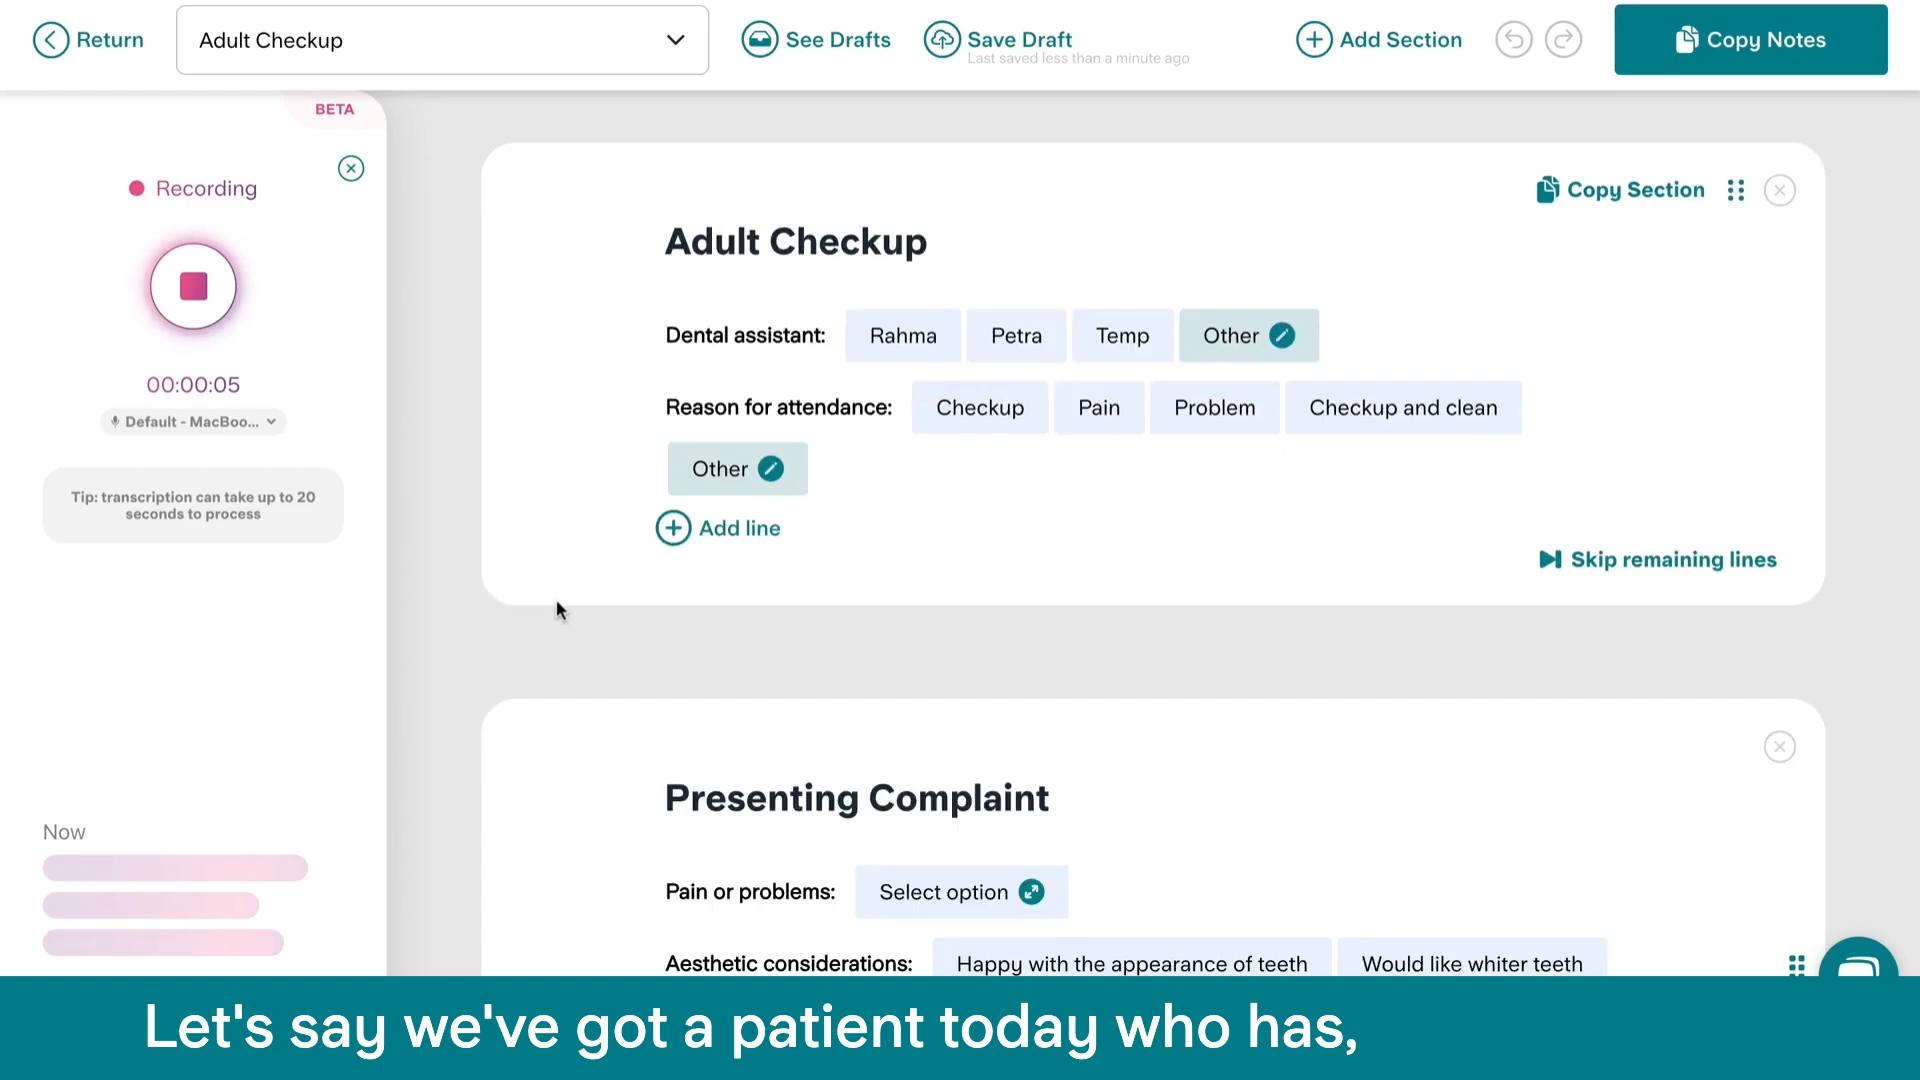 Return
Adult Checkup
See Drafts
Save Draft
Last saved less than a minute ago
Add Section
Copy Notes
BETA
Recording
00:00:05
Default - MacBoo...
Tip: transcription can take up to 20
seconds to process
Now
Copy Section
Adult Checkup
Dental assistant: Rahma Petra Temp Other
Reason for attendance: Checkup Pain Problem Checkup and clean
Other
Add line
Skip remaining lines
Presenting Complaint
Pain or problems: Select option
Aesthetic considerations: Happy with the appearance of teeth Would like whiter teeth
Let's say we've got a patient today who has,